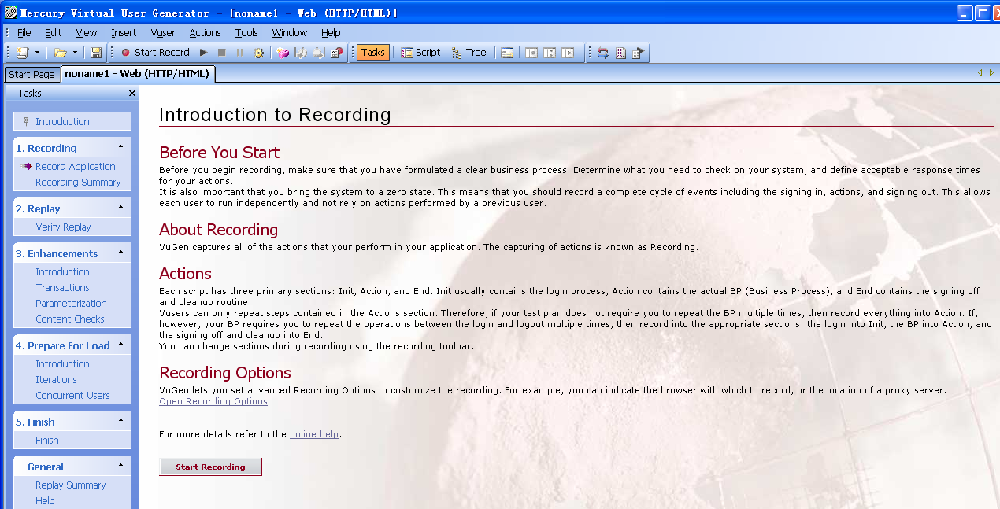 Mercury Virtual User Generator - [noname1 - Web (HTTP/HTML)]
File Edit View Insert Vuser Actions Tools Window Help
Start Record Tasks Script Tree
Start Page noname1 - Web (HTTP/HTML)
Tasks
Introduction
1. Recording
Record Application
Recording Summary
2. Replay
Verify Replay
3. Enhancements
Introduction
Transactions
Parameterization
Content Checks
4. Prepare For Load
Introduction
Iterations
Concurrent Users
5. Finish
Finish
General
Replay Summary
Help
Introduction to Recording
Before You Start
Before you begin recording, make sure that you have formulated a clear business process. Determine what you need to check on your system, and define acceptable response times
for your actions.
It is also important that you bring the system to a zero state. This means that you should record a complete cycle of events including the signing in, actions, and signing out. This allows
each user to run independently and not rely on actions performed by a previous user.
About Recording
VuGen captures all of the actions that your perform in your application. The capturing of actions is known as Recording.
Actions
Each script has three primary sections: Init, Action, and End. Init usually contains the login process, Action contains the actual BP (Business Process), and End contains the signing off
and cleanup routine.
Vusers can only repeat steps contained in the Actions section. Therefore, if your test plan does not require you to repeat the BP multiple times, then record everything into Action. If,
however, your BP requires you to repeat the operations between the login and logout multiple times, then record into the appropriate sections: the login into Init, the BP into Action, and
the signing off and cleanup into End.
You can change sections during recording using the recording toolbar.
Recording Options
VuGen lets you set advanced Recording Options to customize the recording. For example, you can indicate the browser with which to record, or the location of a proxy server.
Open Recording Options
For more details refer to the online help.
Start Recording